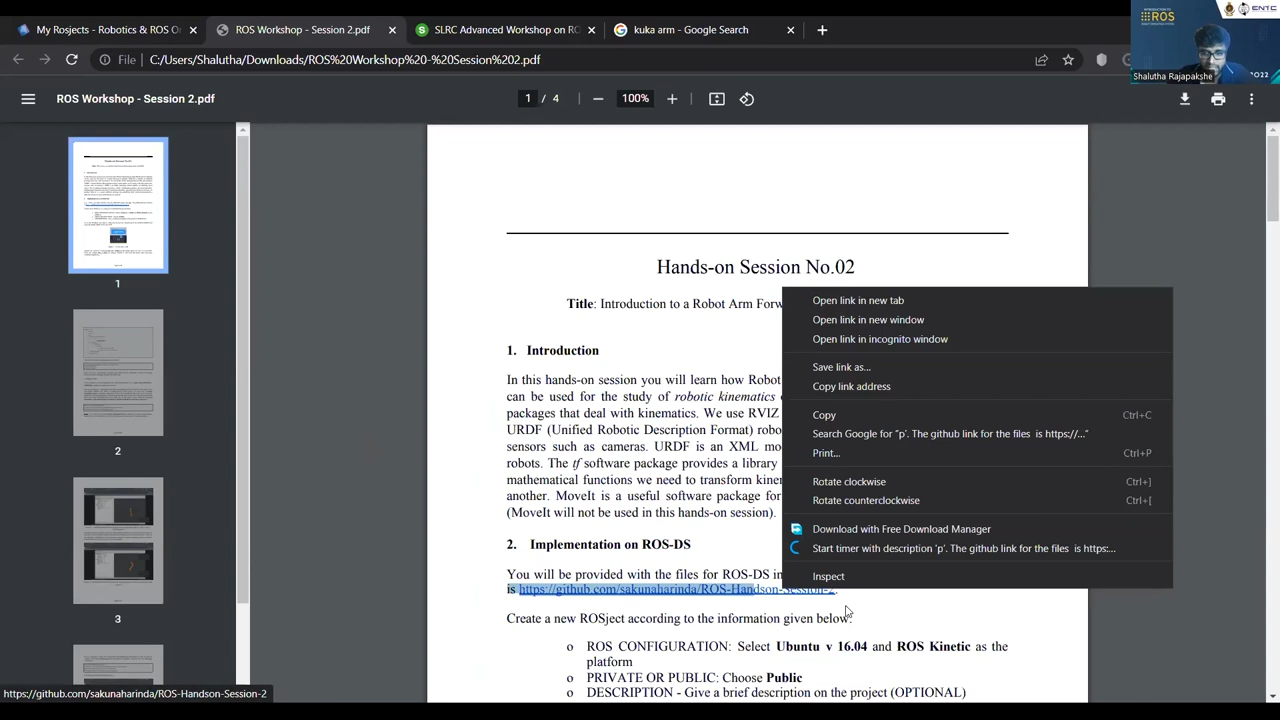 My Rosjects - Robotics & ROS O
ROS Workshop - Session 2.pdf
SLRC Advanced Workshop on RO
kuka arm - Google Search
File
C:/Users/Shalutha/Downloads/ROS%20Workshop%20-%20Session%202.pdf
INTRODUCTION TO
ROS
ENTC
Shalutha Rajapakshe
2022
ROS Workshop - Session 2.pdf
1 / 4
100%
1
2
3
Hands-on Session No.02
Title: Introduction to a Robot Arm Forw
1. Introduction
In this hands-on session you will learn how Robot
can be used for the study of robotic kinematics
packages that deal with kinematics. We use RVIZ
URDF (Unified Robotic Description Format) robo
sensors such as cameras. URDF is an XML mo
robots. The tf software package provides a library
mathematical functions we need to transform kiner
another. MoveIt is a useful software package for
(MoveIt will not be used in this hands-on session).
2. Implementation on ROS-DS
You will be provided with the files for ROS-DS in
is https://github.com/sakunaharinda/ROS-Handson-Session-2.
Create a new ROSject according to the information given below:
o ROS CONFIGURATION: Select Ubuntu v 16.04 and ROS Kinetic as the
platform
o PRIVATE OR PUBLIC: Choose Public
o DESCRIPTION - Give a brief description on the project (OPTIONAL)
Open link in new tab
Open link in new window
Open link in incognito window
Save link as...
Copy link address
Copy Ctrl+C
Search Google for "p'. The github link for the files is https://..."
Print... Ctrl+P
Rotate clockwise Ctrl+]
Rotate counterclockwise Ctrl+[
Download with Free Download Manager
Start timer with description 'p'. The github link for the files is https:...
Inspect
https://github.com/sakunaharinda/ROS-Handson-Session-2